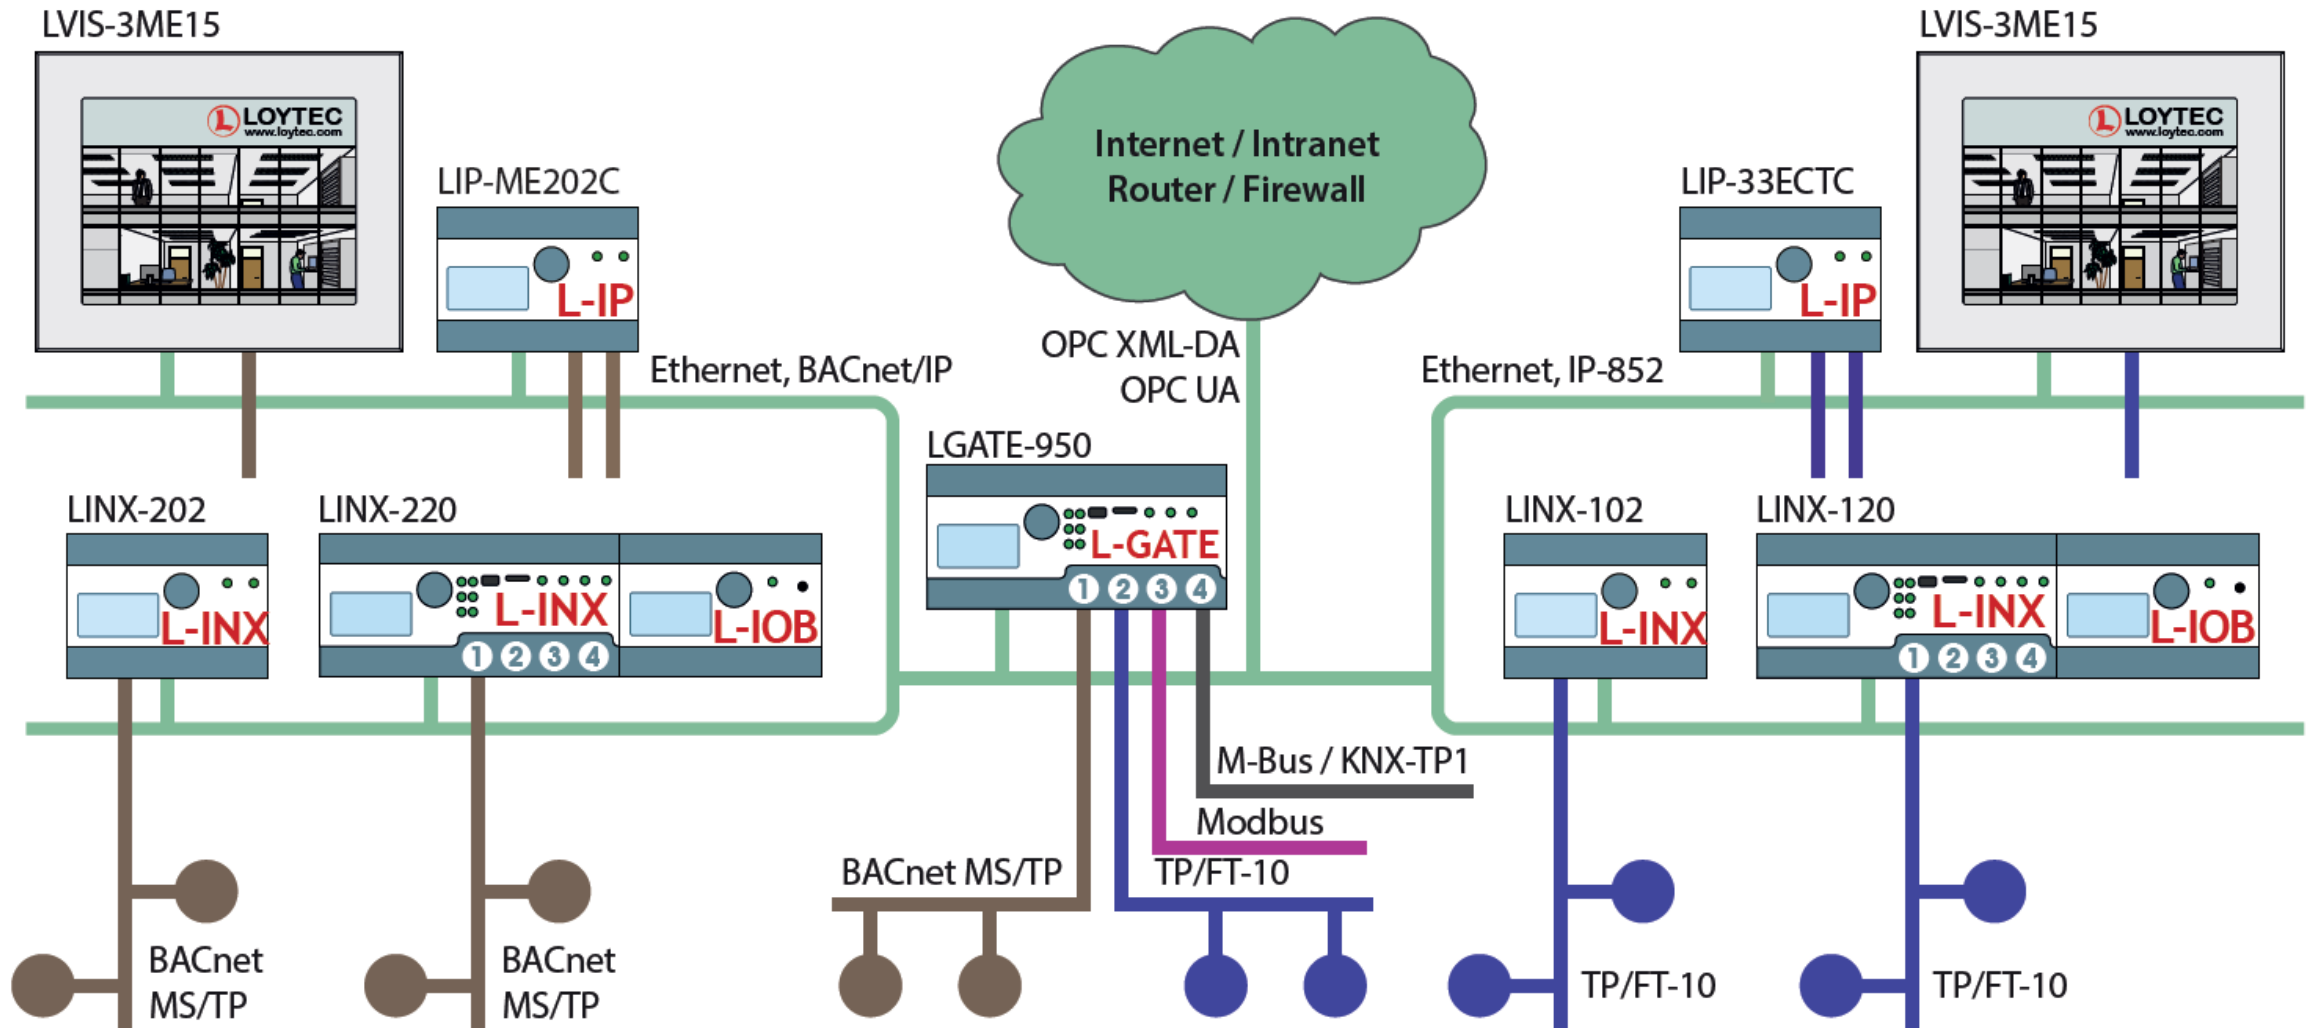 LVIS-3ME15
LOYTEC
www.loytec.com
LIP-ME202C
L-IP
Internet / Intranet
Router / Firewall
LIP-33ECTC
L-IP
LVIS-3ME15
LOYTEC
www.loytec.com
Ethernet, BACnet/IP
OPC XML-DA
OPC UA
Ethernet, IP-852
LINX-202
L-INX
LINX-220
L-INX
1 2 3 4
L-IOB
LGATE-950
L-GATE
1 2 3 4
LINX-102
L-INX
LINX-120
L-INX
1 2 3 4
L-IOB
M-Bus / KNX-TP1
Modbus
BACnet MS/TP
TP/FT-10
BACnet
MS/TP
BACnet
MS/TP
TP/FT-10
TP/FT-10